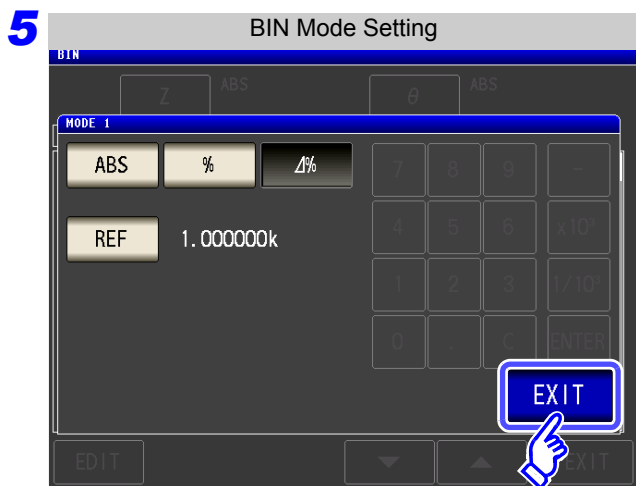 5
BIN Mode Setting
BIN
Z ABS θ ABS
MODE 1
ABS % Δ% 7 8 9 -
REF 1.000000k 4 5 6 x10³
1 2 3 1/10³
0 . C ENTER
EXIT
EDIT ▼ ▲ EXIT